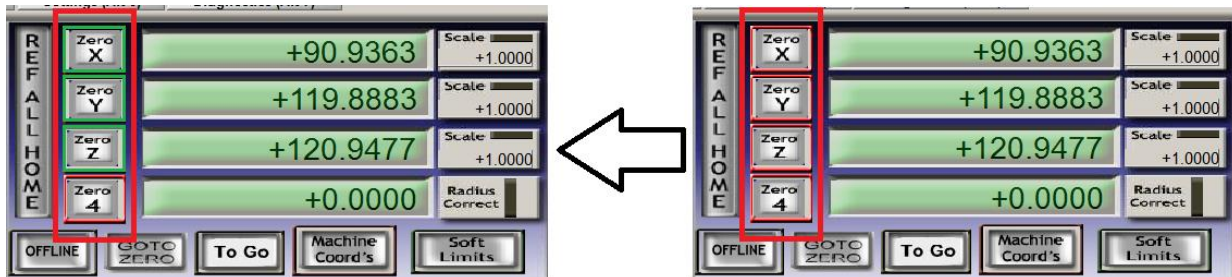 REF ALL HOME
Zero X +90.9363 Scale +1.0000
Zero Y +119.8883 Scale +1.0000
Zero Z +120.9477 Scale +1.0000
Zero 4 +0.0000 Radius Correct
OFFLINE GOTO ZERO To Go Machine Coord's Soft Limits
REF ALL HOME
Zero X +90.9363 Scale +1.0000
Zero Y +119.8883 Scale +1.0000
Zero Z +120.9477 Scale +1.0000
Zero 4 +0.0000 Radius Correct
OFFLINE GOTO ZERO To Go Machine Coord's Soft Limits